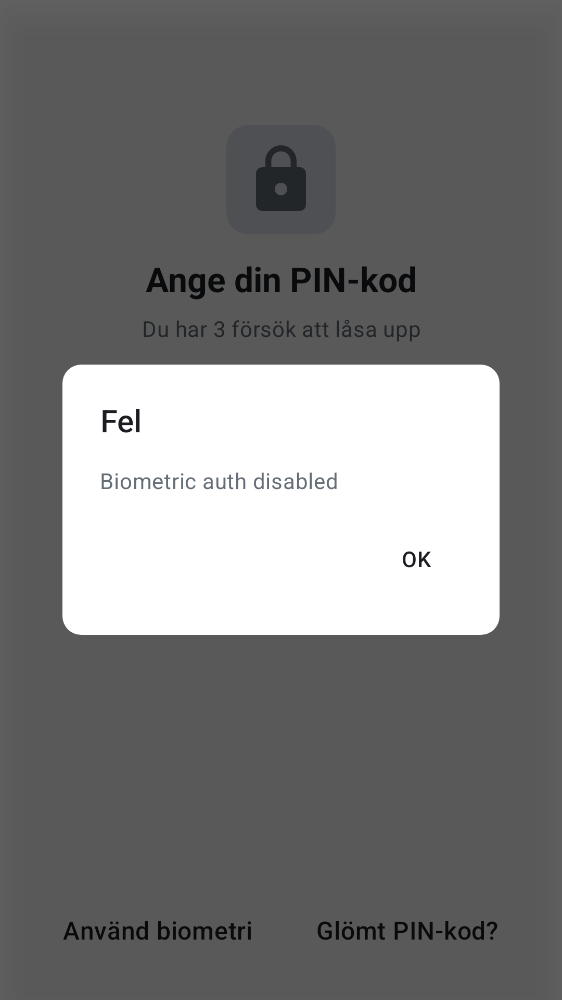 Ange din PIN-kod
Du har 3 försök att låsa upp
Fel
Biometric auth disabled
OK
Använd biometri
Glömt PIN-kod?